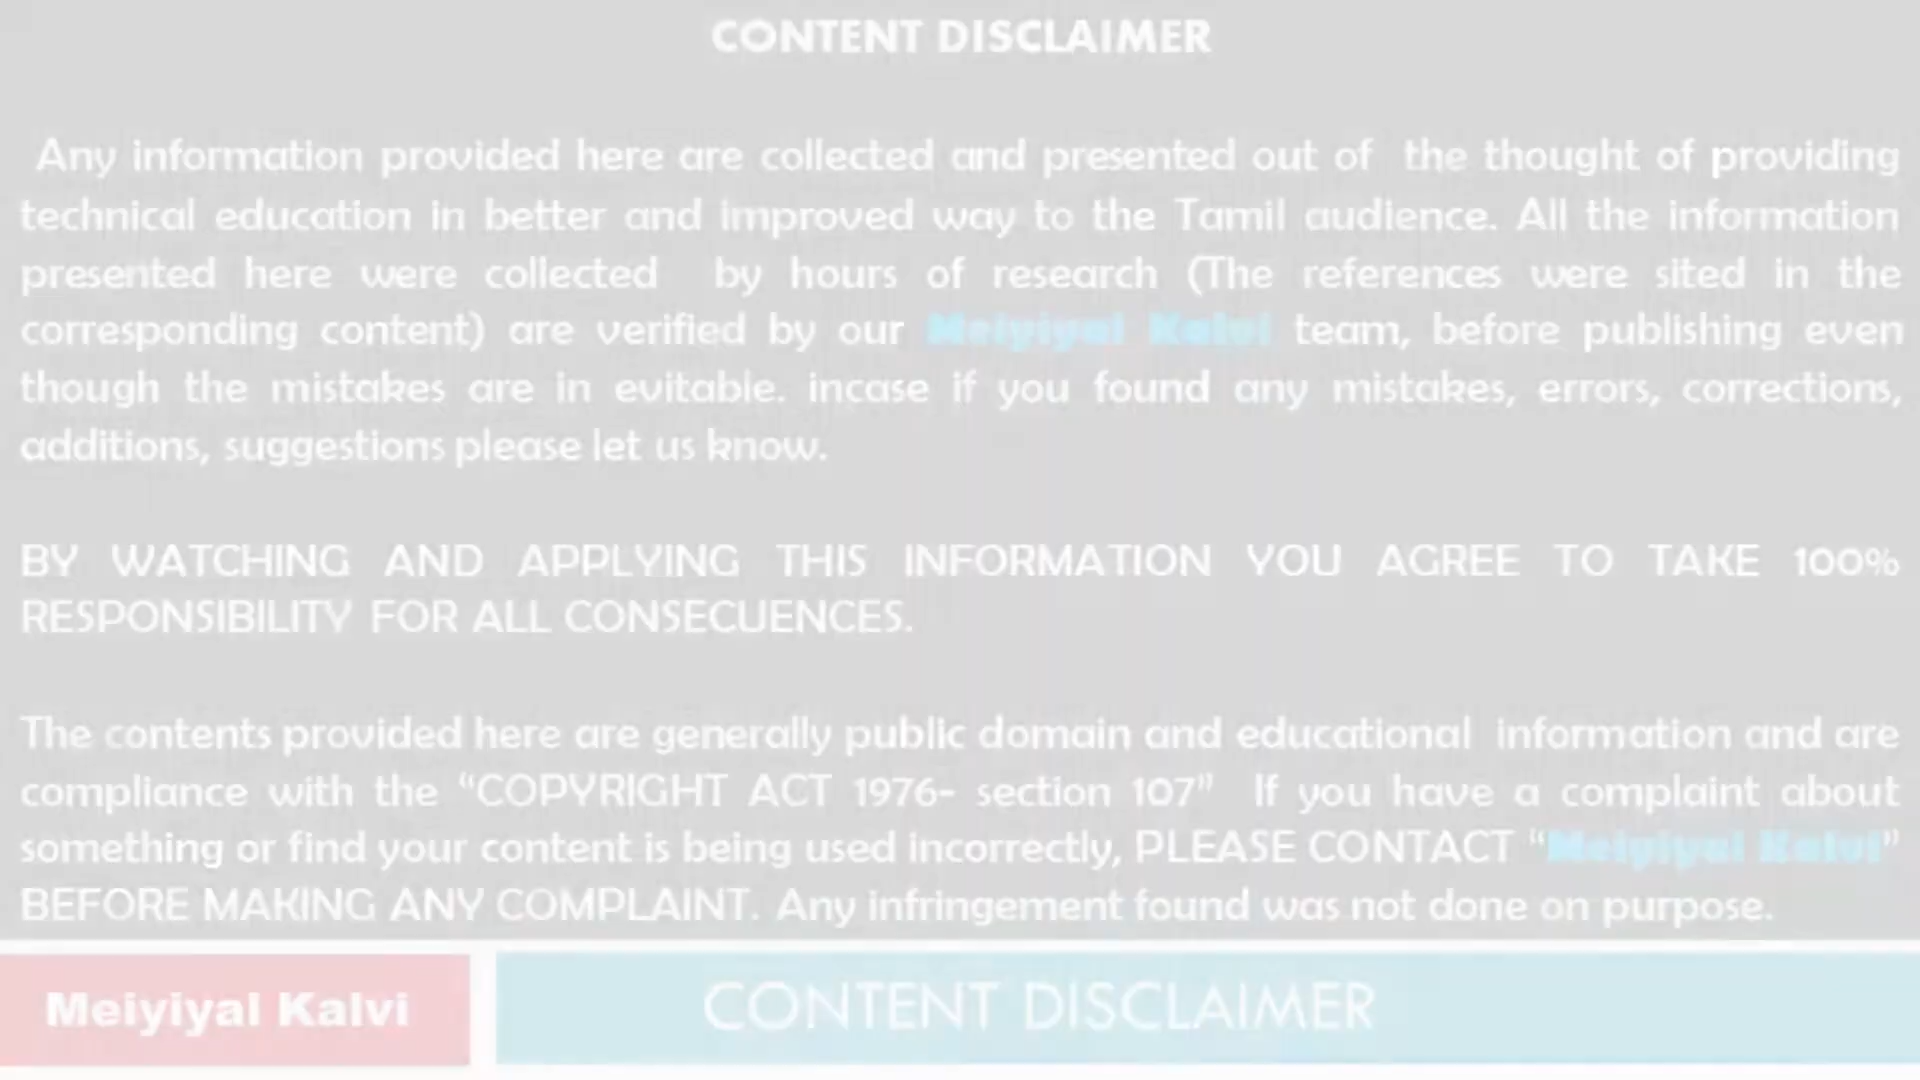 CONTENT DISCLAIMER
Any information provided here are collected and presented out of the thought of providing
technical education in better and improved way to the Tamil audience. All the information
presented here were collected by hours of research (The references were sited in the
corresponding content) are verified by our Meiyiyal Kalvi team, before publishing even
though the mistakes are in evitable. incase if you found any mistakes, errors, corrections,
additions, suggestions please let us know.
BY WATCHING AND APPLYING THIS INFORMATION YOU AGREE TO TAKE 100%
RESPONSIBILITY FOR ALL CONSECUENCES.
The contents provided here are generally public domain and educational information and are
compliance with the “COPYRIGHT ACT 1976- section 107” If you have a complaint about
something or find your content is being used incorrectly, PLEASE CONTACT “Meiyiyal Kalvi”
BEFORE MAKING ANY COMPLAINT. Any infringement found was not done on purpose.
Meiyiyal Kalvi
CONTENT DISCLAIMER